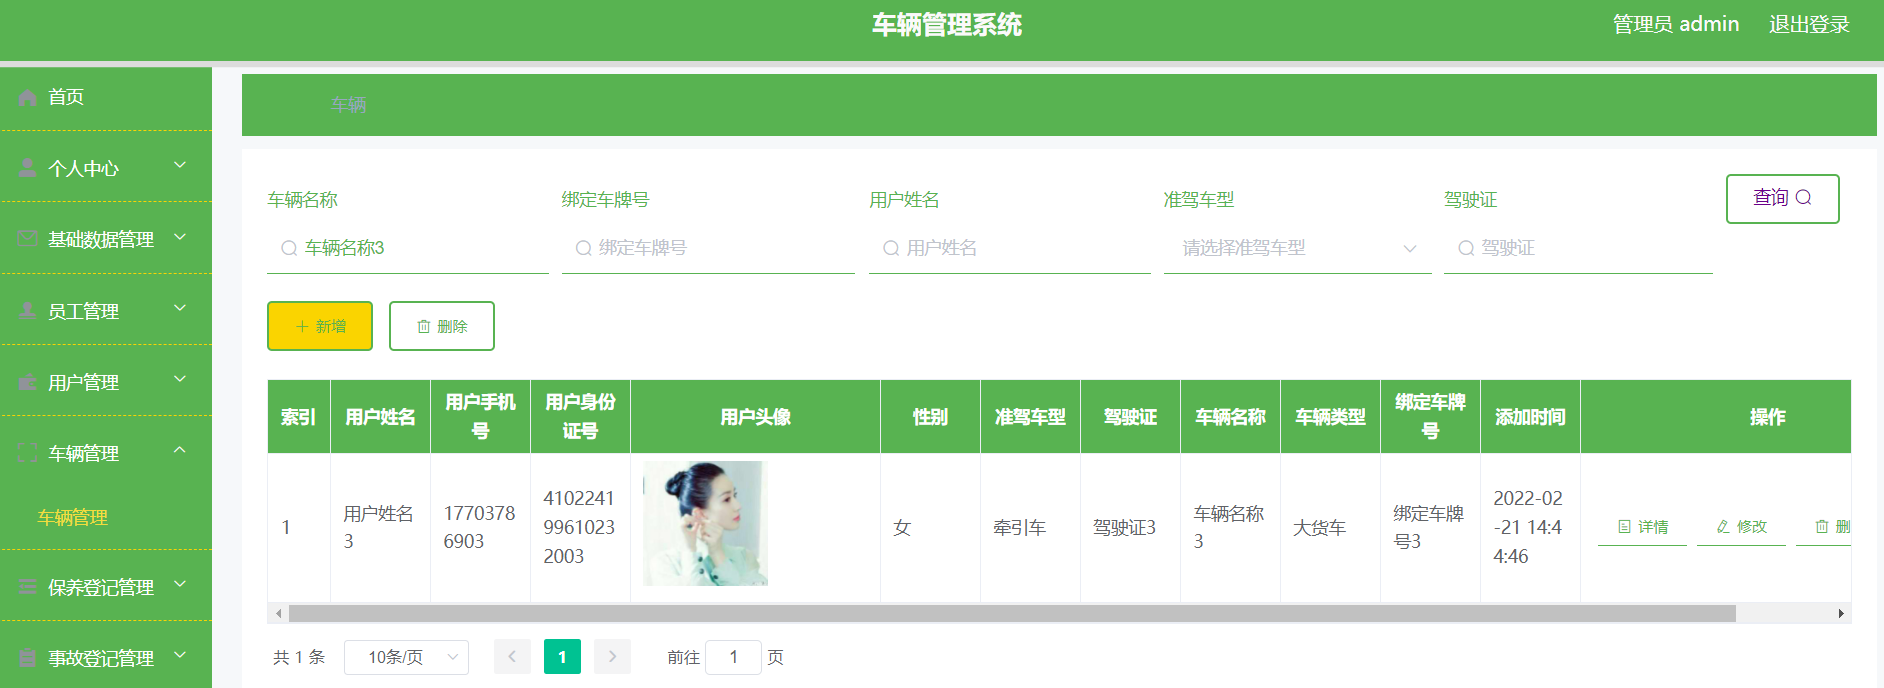 车辆管理系统
管理员 admin
退出登录
首页
个人中心
基础数据管理
员工管理
用户管理
车辆管理
车辆管理
保养登记管理
事故登记管理
车辆
车辆名称
绑定车牌号
用户姓名
准驾车型
驾驶证
查询
车辆名称3
绑定车牌号
用户姓名
请选择准驾车型
驾驶证
新增
删除
索引
用户姓名
用户手机
号
用户身份
证号
用户头像
性别
准驾车型
驾驶证
车辆名称
车辆类型
绑定车牌
号
添加时间
操作
1
用户姓名
3
1770378
6903
4102241
9961023
2003
女
牵引车
驾驶证3
车辆名称
3
大货车
绑定车牌
号3
2022-02
-21 14:4
4:46
详情
修改
删
共 1 条
10条/页
1
前往
1
页